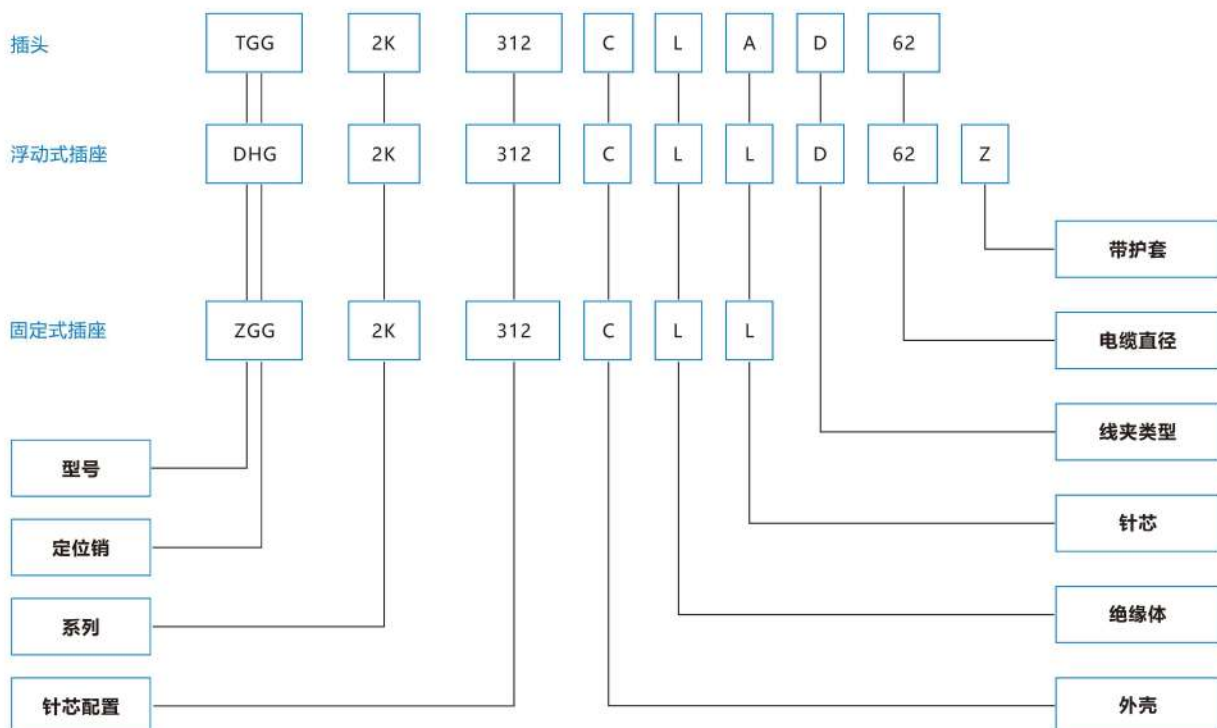 插头 TGG 2K 312 C L A D 62
浮动式插座 DHG 2K 312 C L L D 62 Z
带护套
固定式插座 ZGG 2K 312 C L L
电缆直径
线夹类型
型号
针芯
定位销
绝缘体
系列
针芯配置
外壳